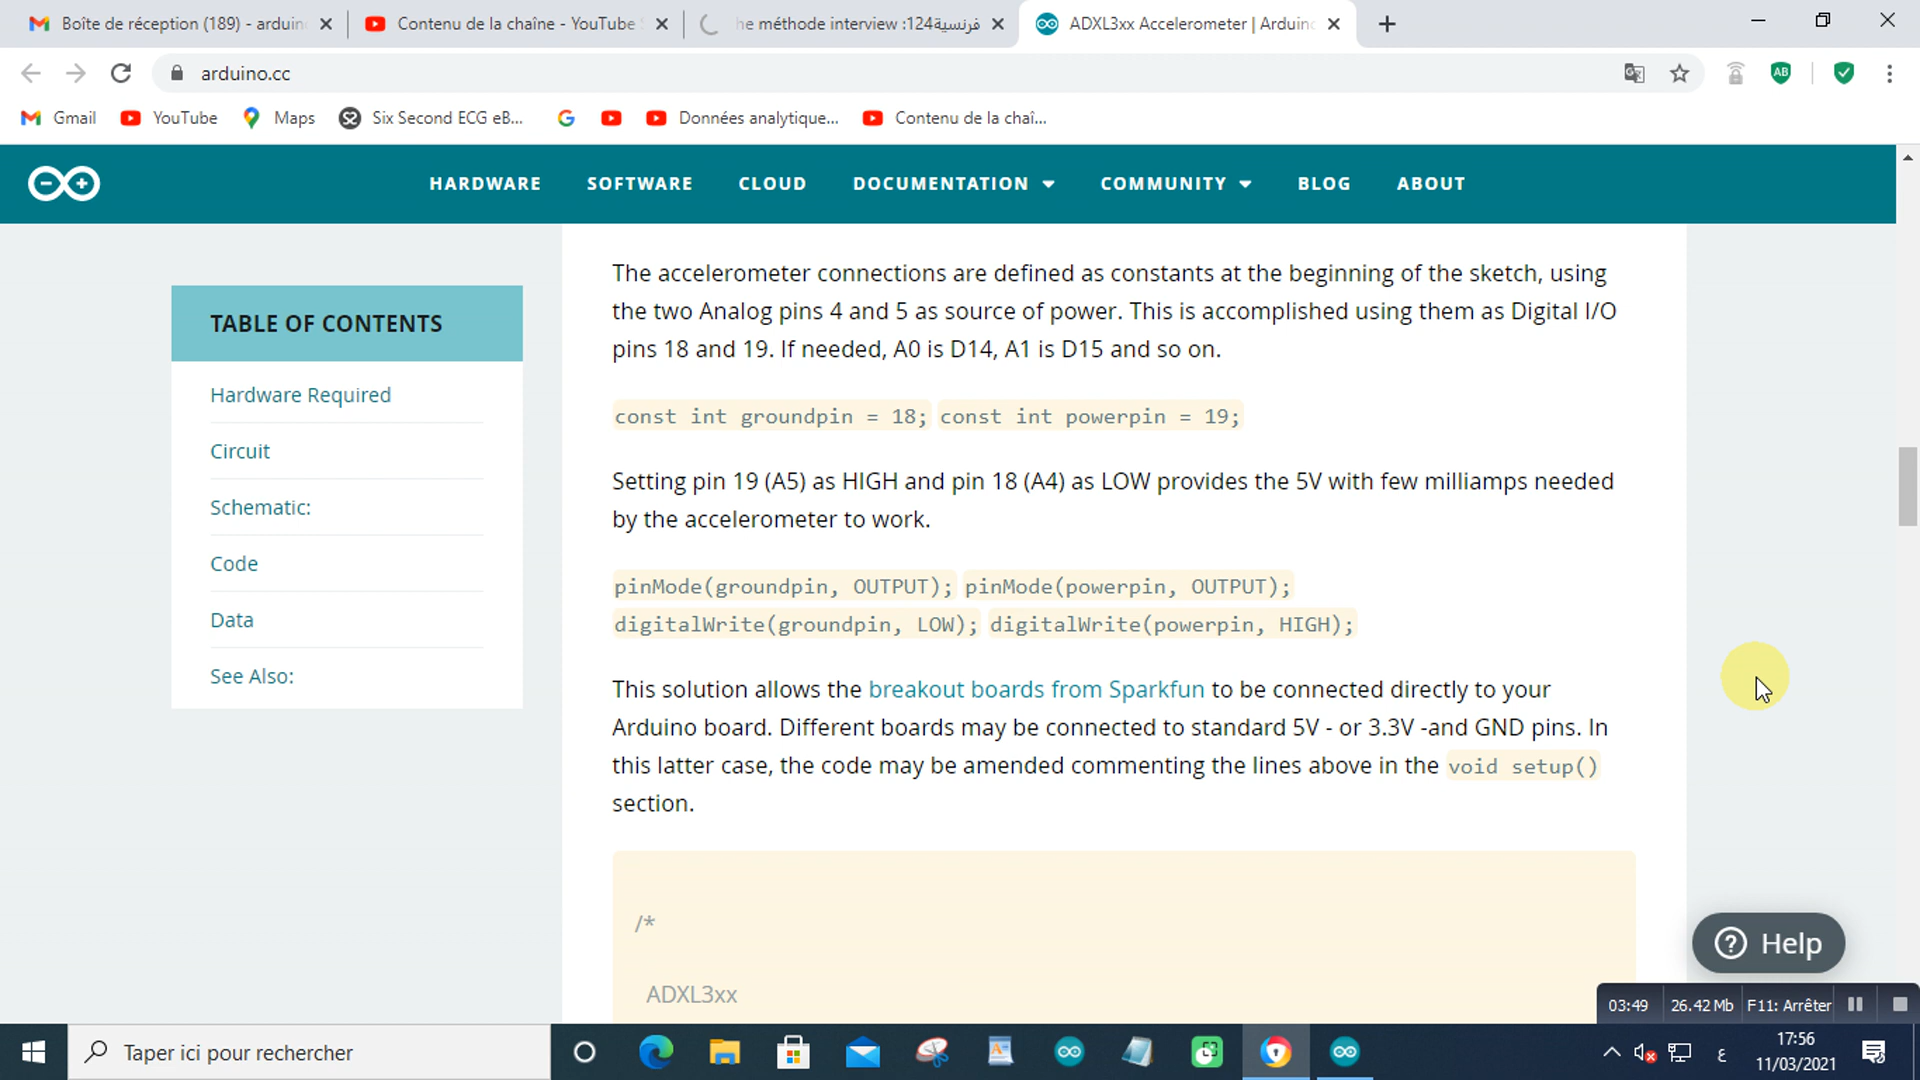 Boîte de réception (189) - arduin
Contenu de la chaîne - YouTube S
he méthode interview :124فرنسية
ADXL3xx Accelerometer | Arduino
arduino.cc
Gmail
YouTube
Maps
Six Second ECG eB...
Données analytique...
Contenu de la chaî...
HARDWARE
SOFTWARE
CLOUD
DOCUMENTATION
COMMUNITY
BLOG
ABOUT
TABLE OF CONTENTS
Hardware Required
Circuit
Schematic:
Code
Data
See Also:
The accelerometer connections are defined as constants at the beginning of the sketch, using
the two Analog pins 4 and 5 as source of power. This is accomplished using them as Digital I/O
pins 18 and 19. If needed, A0 is D14, A1 is D15 and so on.
const int groundpin = 18; const int powerpin = 19;
Setting pin 19 (A5) as HIGH and pin 18 (A4) as LOW provides the 5V with few milliamps needed
by the accelerometer to work.
pinMode(groundpin, OUTPUT); pinMode(powerpin, OUTPUT);
digitalWrite(groundpin, LOW); digitalWrite(powerpin, HIGH);
This solution allows the breakout boards from Sparkfun to be connected directly to your
Arduino board. Different boards may be connected to standard 5V - or 3.3V -and GND pins. In
this latter case, the code may be amended commenting the lines above in the void setup()
section.
/*
ADXL3xx
Help
03:49
26.42 Mb
F11: Arrêter
Taper ici pour rechercher
ع
17:56
11/03/2021